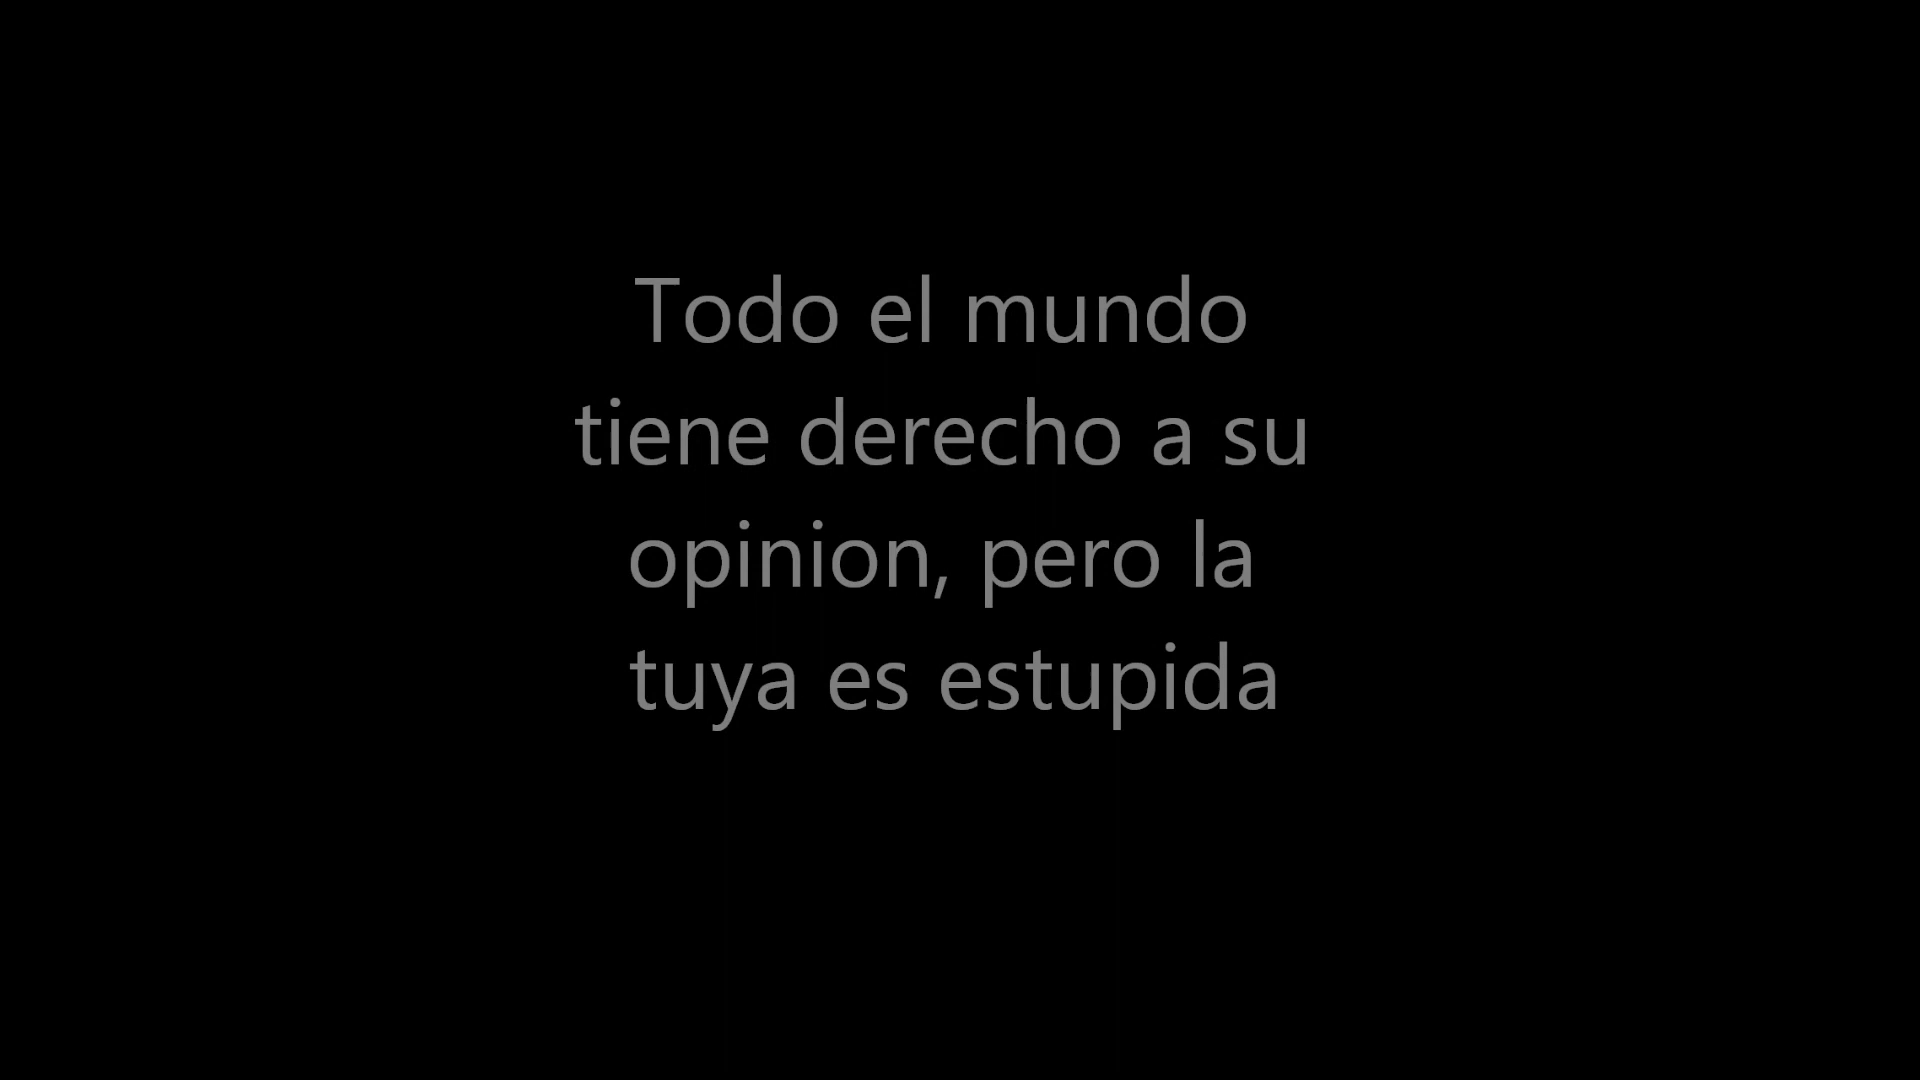 Todo el mundo
tiene derecho a su
opinion, pero la
tuya es estupida